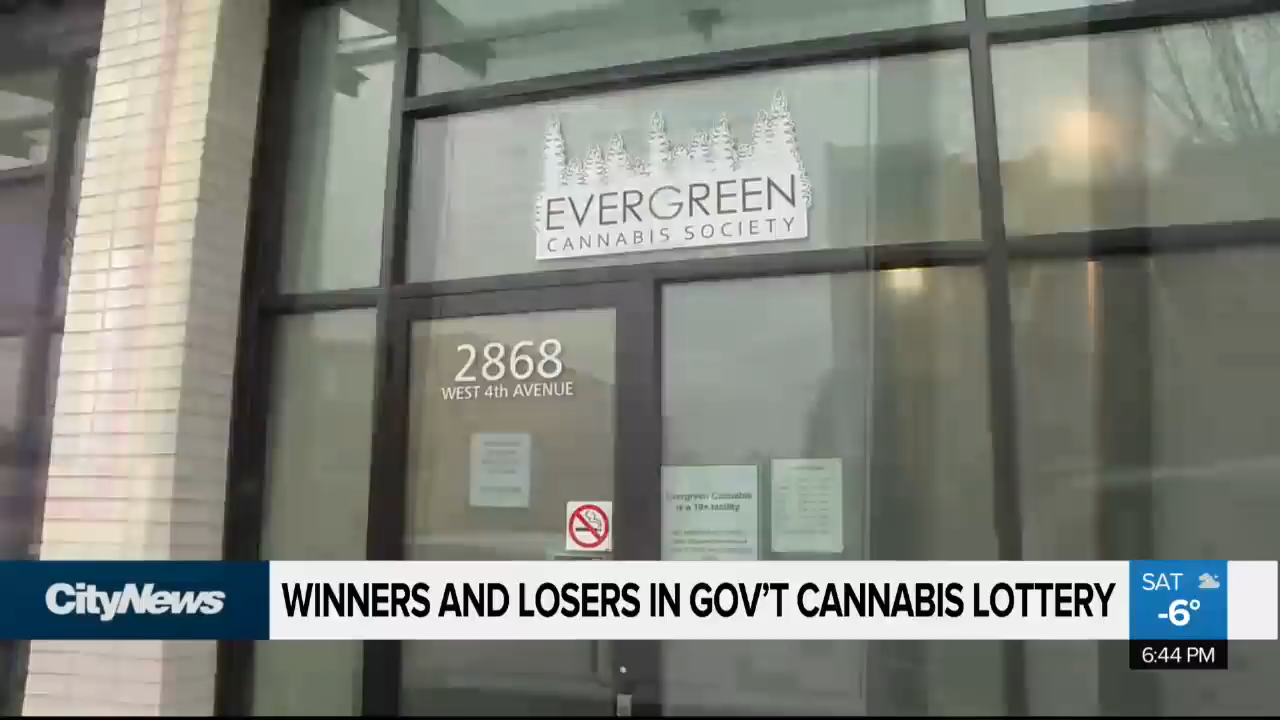 EVERGREEN
CANNABIS SOCIETY
2868
WEST 4th AVENUE
Evergreen Cannabis
is a 19+ facility
CityNews
WINNERS AND LOSERS IN GOV'T CANNABIS LOTTERY
SAT
-6°
6:44 PM